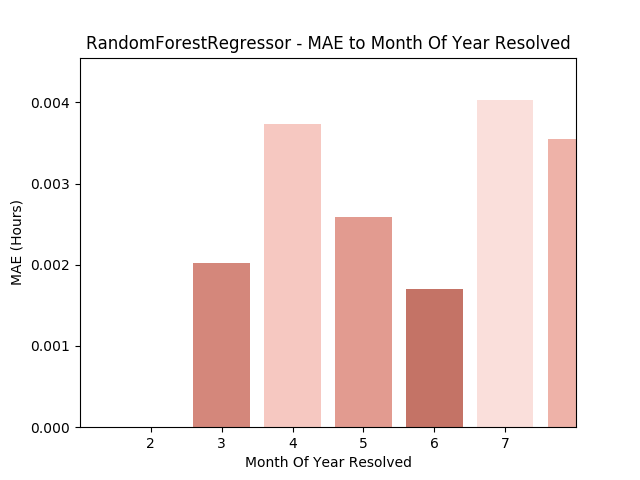 RandomForestRegressor - MAE to Month Of Year Resolved
0.004
0.003
0.002
0.001
0.000
MAE (Hours)
2 3 4 5 6 7
Month Of Year Resolved